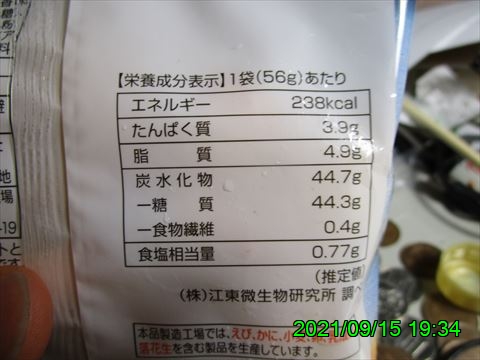 【栄養成分表示】1袋(56g)あたり
エネルギー 238kcal
たんぱく質 3.9g
脂質 4.9g
炭水化物 44.7g
ー糖質 44.3g
ー食物繊維 0.4g
食塩相当量 0.77g
(推定値)
(株)江東微生物研究所 調べ
本品製造工場では、えび、かに、小麦、卵、乳
落花生を含む製品を生産しています。
2021/09/15 19:34